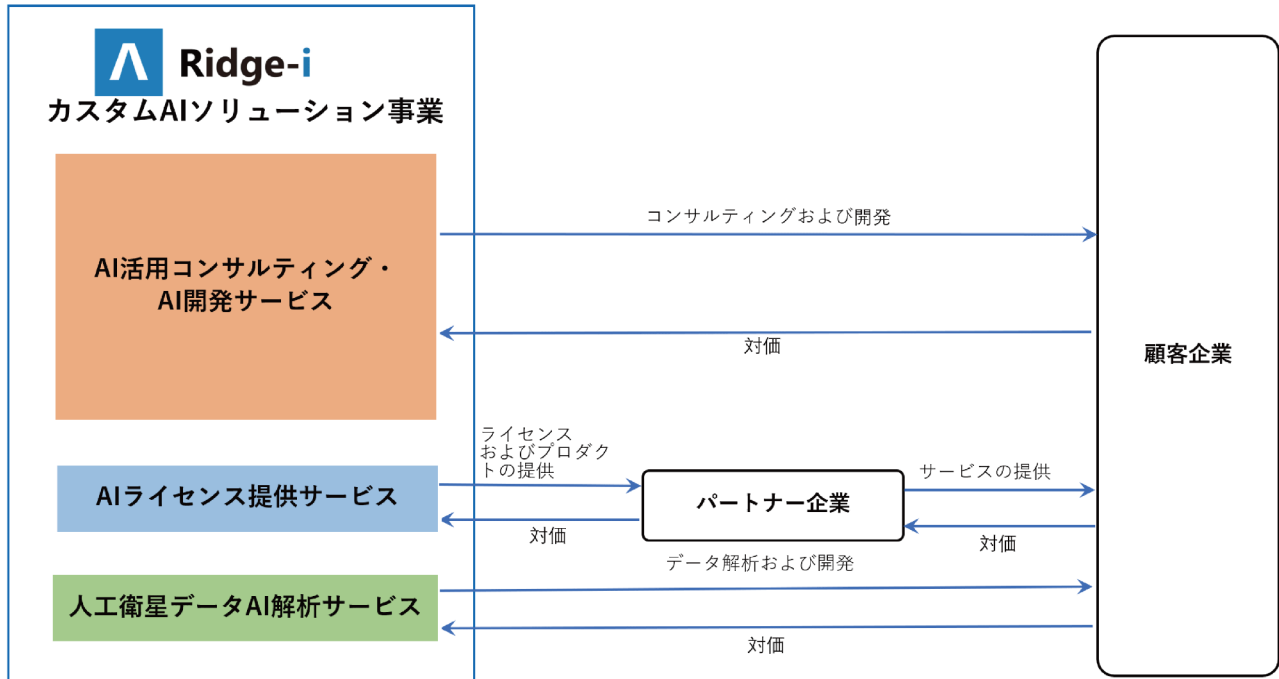 Ridge-i
カスタムAIソリューション事業
AI活用コンサルティング・
AI開発サービス
コンサルティングおよび開発
対価
顧客企業
ライセンス
およびプロダク
トの提供
AIライセンス提供サービス
対価
パートナー企業
サービスの提供
対価
データ解析および開発
人工衛星データAI解析サービス
対価